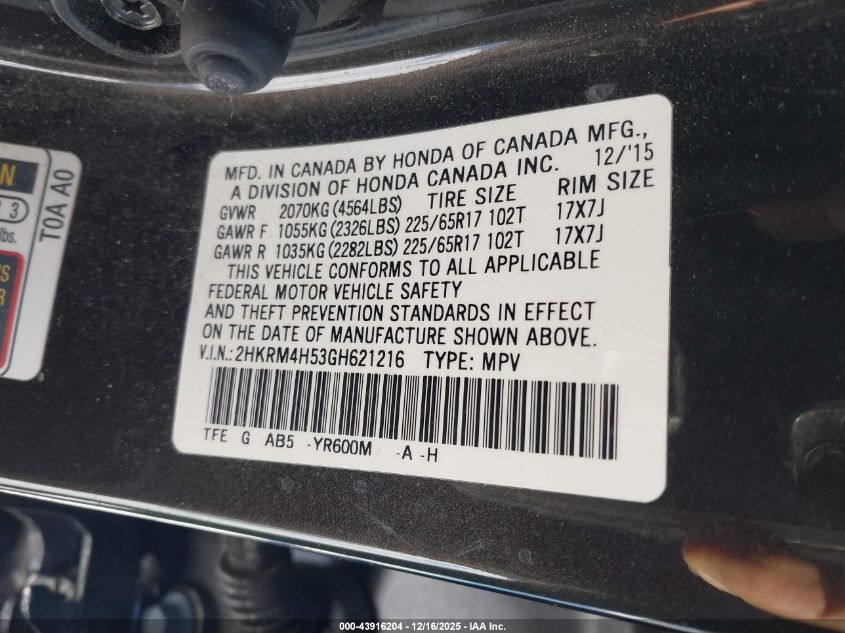 MFD. IN CANADA BY HONDA OF CANADA MFG.,
A DIVISION OF HONDA CANADA INC. 12/'15
GVWR 2070KG(4564LBS) TIRE SIZE RIM SIZE
GAWR F 1055KG(2326LBS) 225/65R17 102T 17X7J
GAWR R 1035KG(2282LBS) 225/65R17 102T 17X7J
THIS VEHICLE CONFORMS TO ALL APPLICABLE
FEDERAL MOTOR VEHICLE SAFETY
AND THEFT PREVENTION STANDARDS IN EFFECT
ON THE DATE OF MANUFACTURE SHOWN ABOVE.
V.I.N.: 2HKRM4H53GH621216 TYPE: MPV
TFE G AB5 -YR600M -A -H
N
3
lbs.
T0A A0
000-43916204 - 12/16/2025 - IAA Inc.